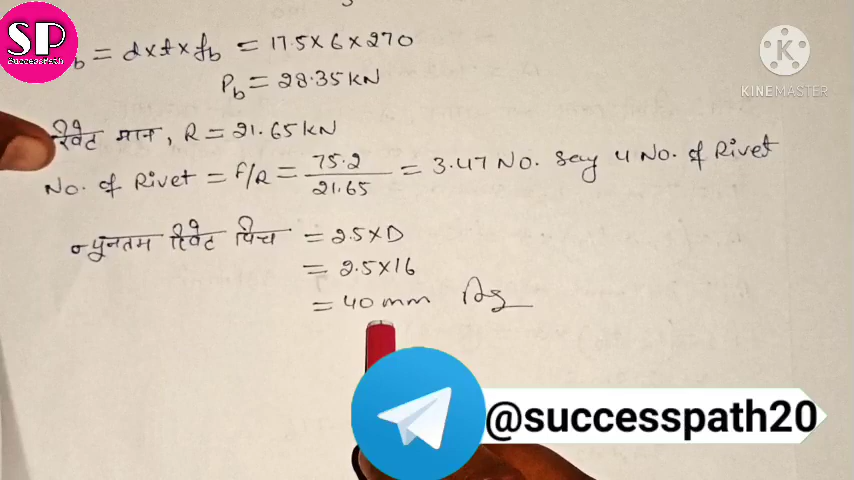 SP
SuccessPath
b = d x t x fb = 17.5 x 6 x 270
Pb = 28.35 KN
KINEMASTER
रिवेट मान, R = 21.65 KN
No. of Rivet = F/R = 75.2/21.65 = 3.47 No. say 4 No. of Rivet
न्यूनतम रिवेट पिच = 2.5 x D
= 2.5 x 16
= 40 mm
@successpath20